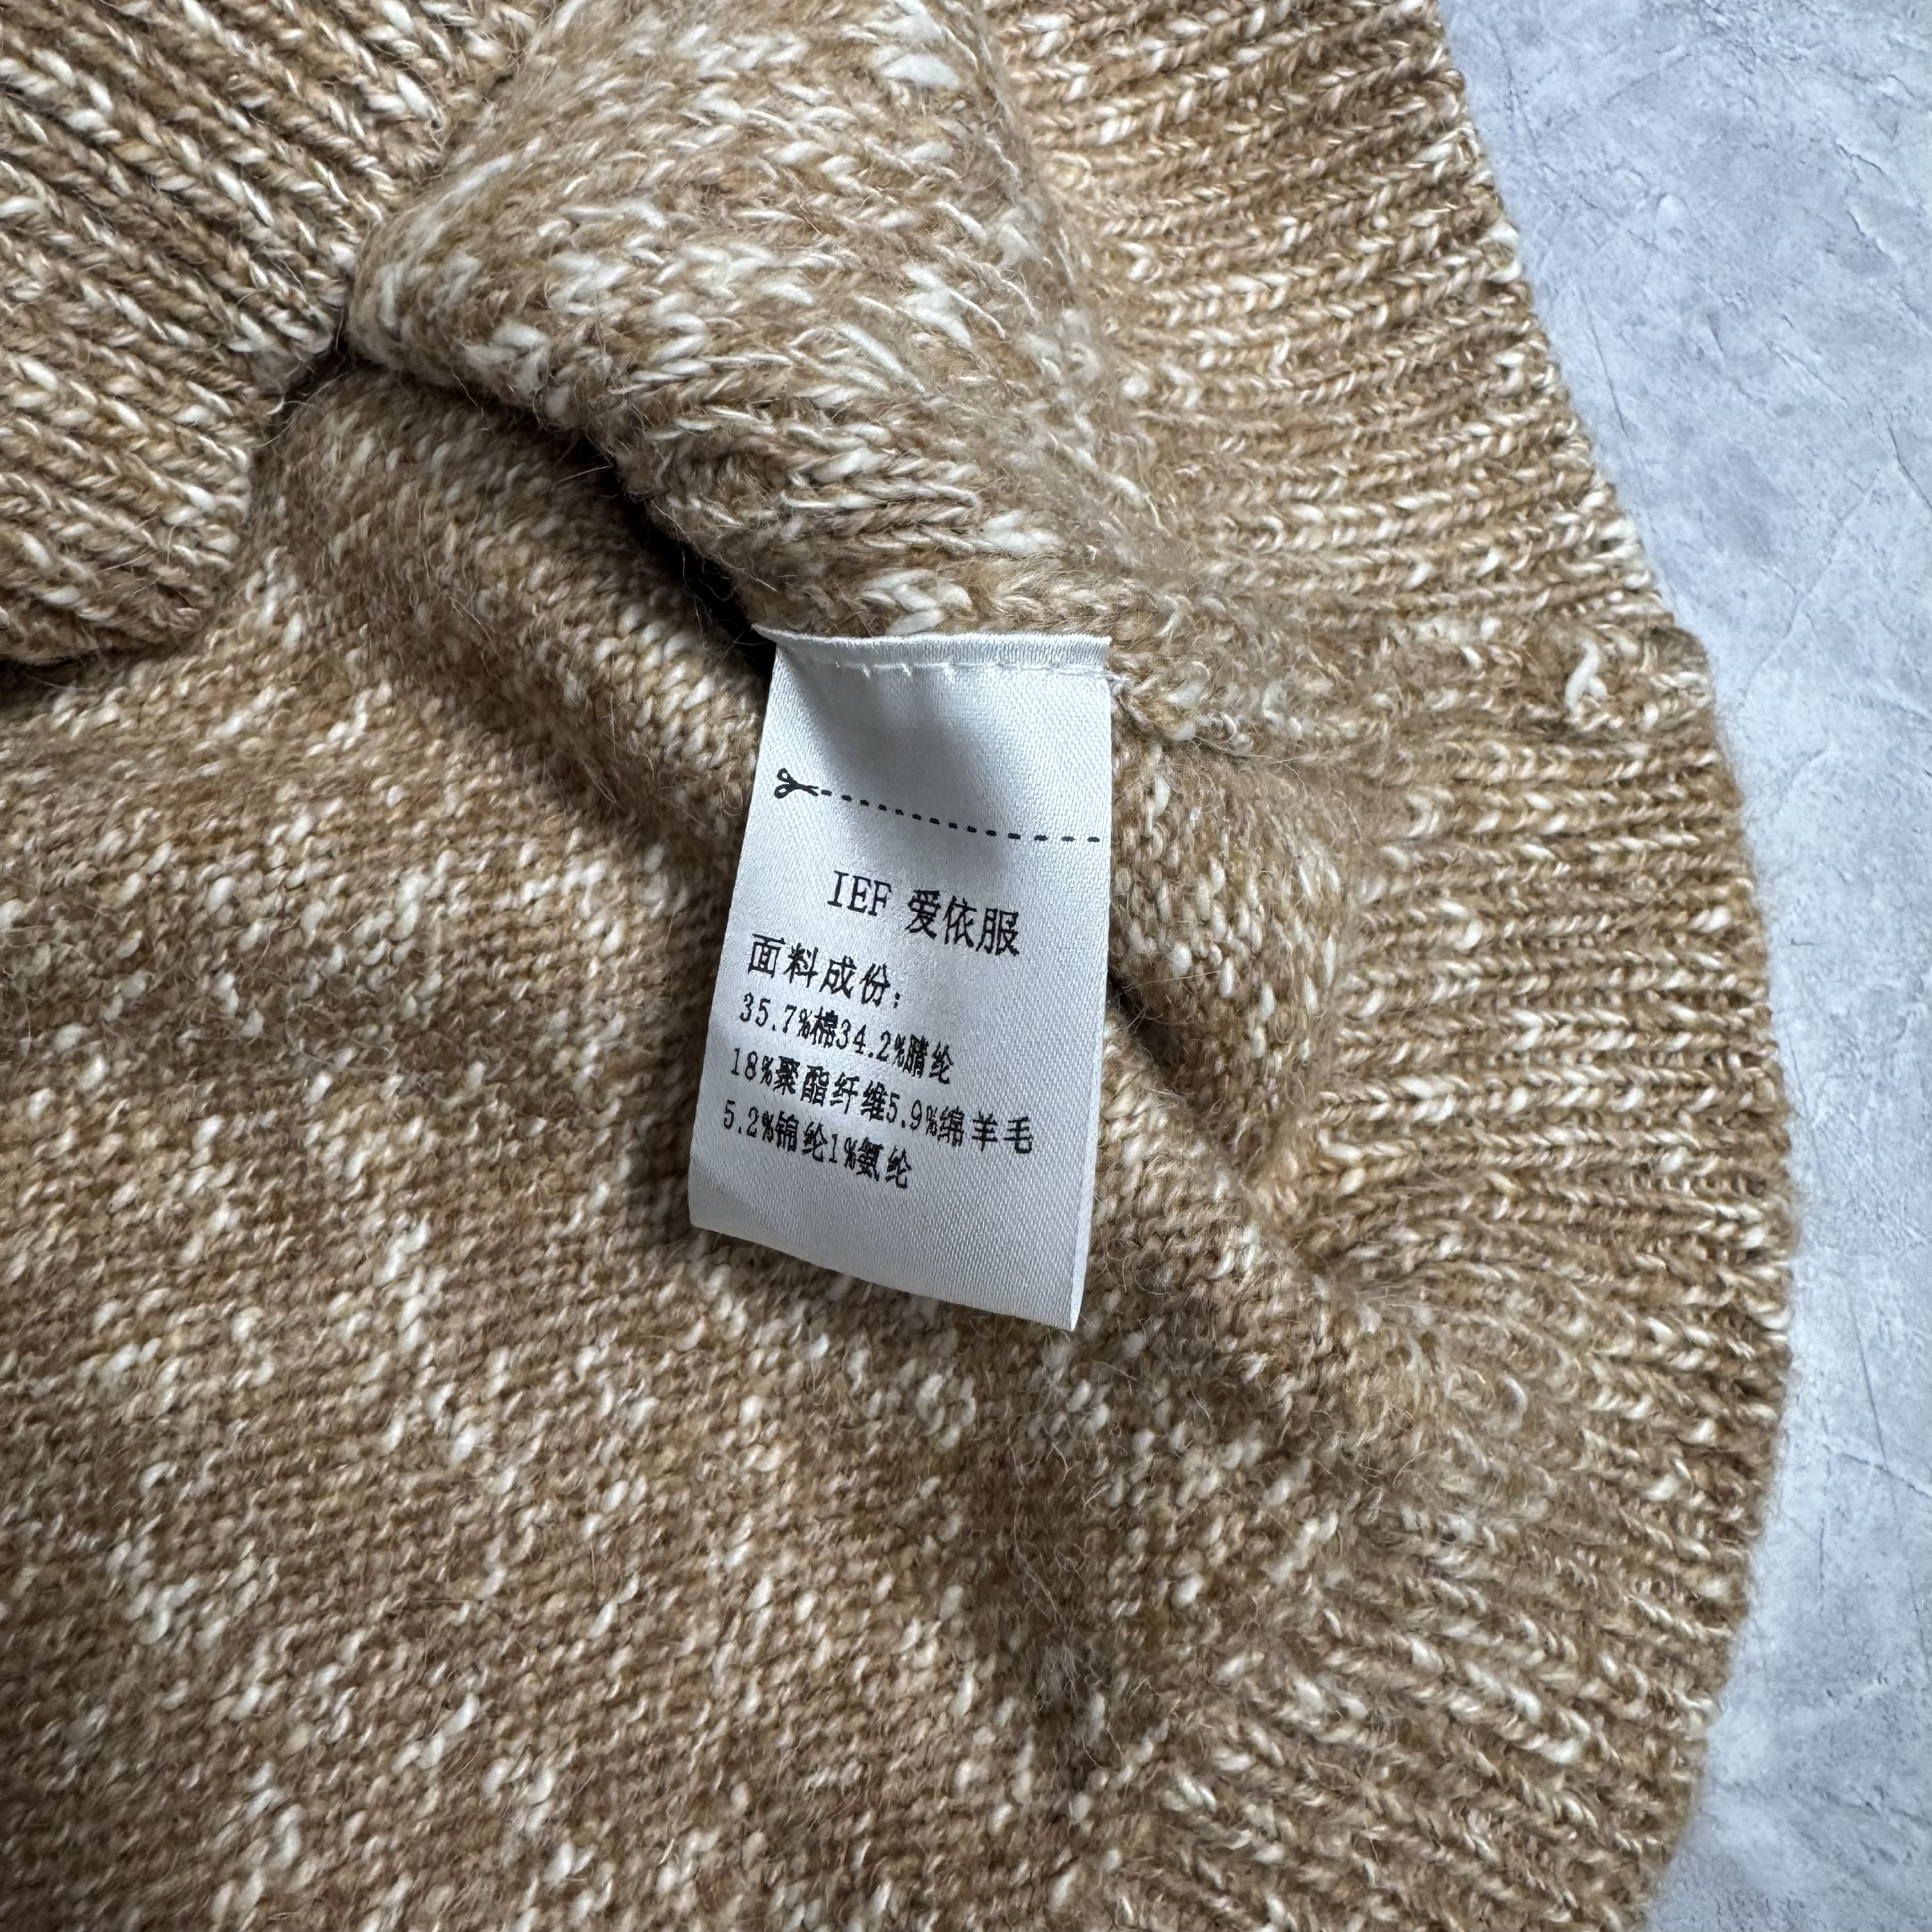 IEF 爱依服
面料成份:
35.7%棉34.2%腈纶
18%聚酯纤维5.9%绵羊毛
5.2%锦纶1%氨纶